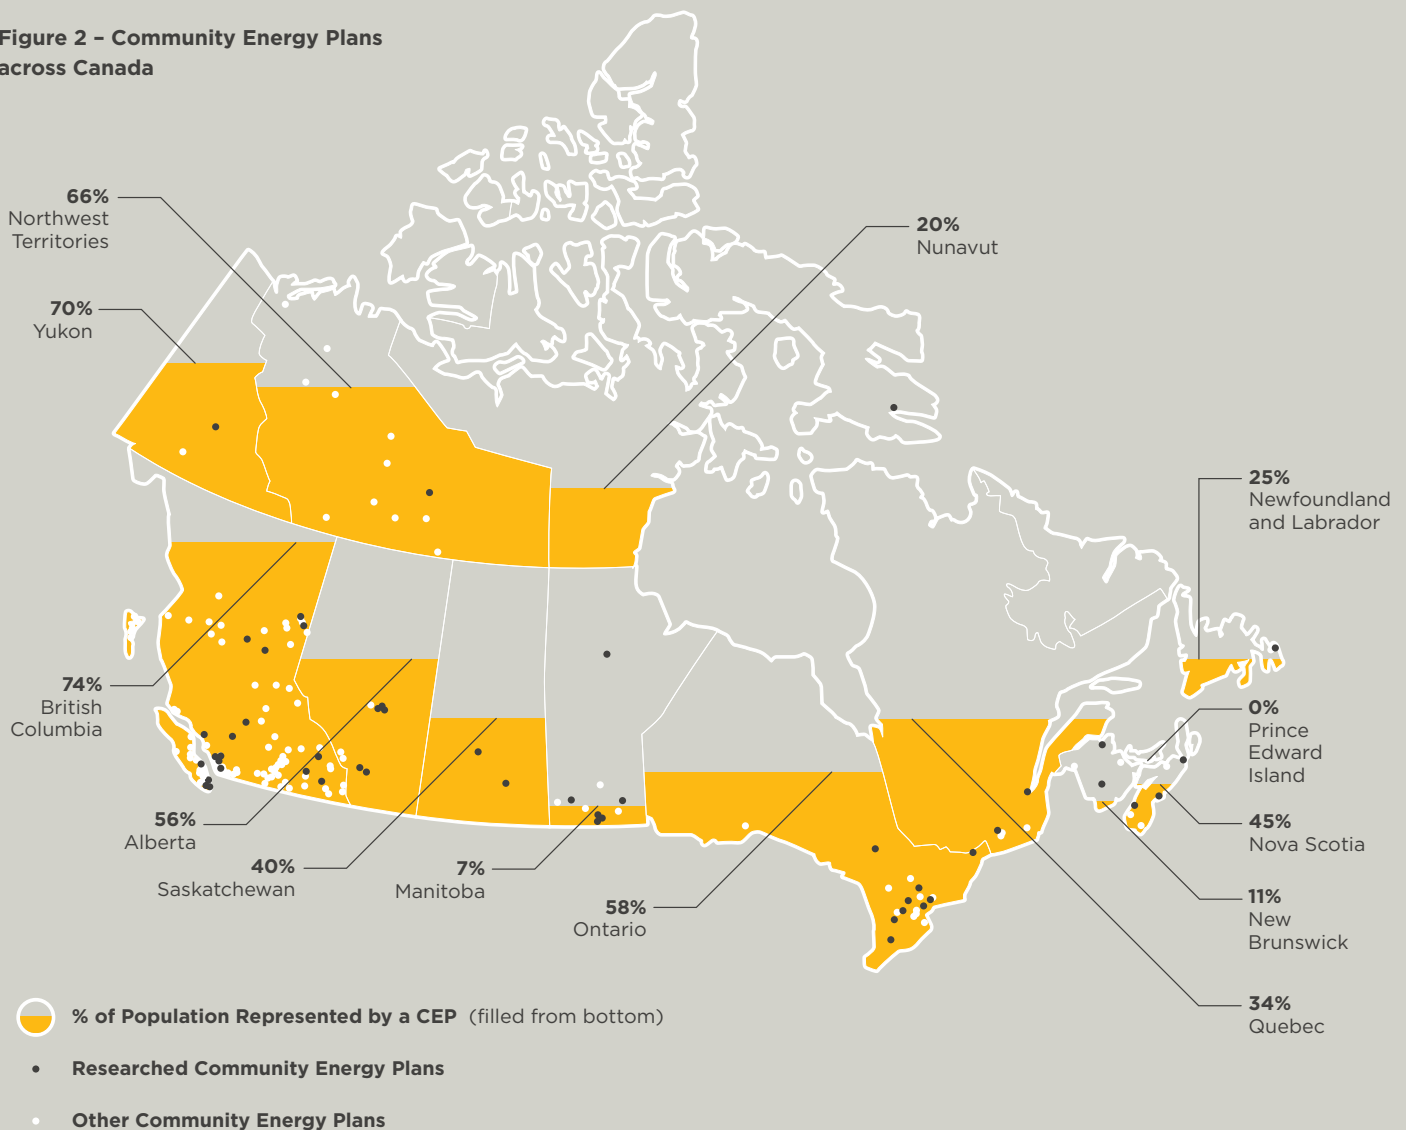 Figure 2 – Community Energy Plans
across Canada
66%
Northwest
Territories
20%
Nunavut
70%
Yukon
25%
Newfoundland
and Labrador
74%
British
Columbia
0%
Prince
Edward
Island
56%
Alberta
45%
Nova Scotia
40%
Saskatchewan
7%
Manitoba
58%
Ontario
11%
New
Brunswick
34%
Quebec
% of Population Represented by a CEP (filled from bottom)
Researched Community Energy Plans
Other Community Energy Plans